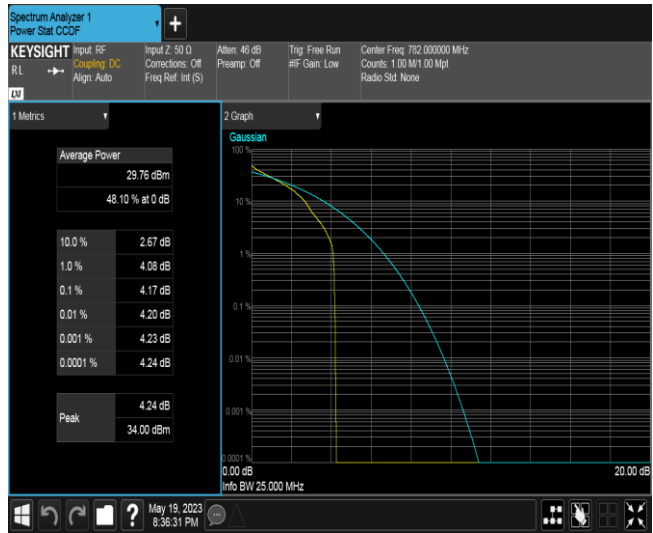 Spectrum Analyzer 1
Power Stat CCDF
+
KEYSIGHT
RL
LXI
Input: RF
Coupling: DC
Align: Auto
Input Z: 50 Ω
Corrections: Off
Freq Ref: Int (S)
Atten: 46 dB
Preamp: Off
Trig: Free Run
#IF Gain: Low
Center Freq: 782.000000 MHz
Counts: 1.00 M/1.00 Mpt
Radio Std: None
1 Metrics
Average Power
29.76 dBm
48.10 % at 0 dB
10.0 % 2.67 dB
1.0 % 4.08 dB
0.1 % 4.17 dB
0.01 % 4.20 dB
0.001 % 4.23 dB
0.0001 % 4.24 dB
Peak
4.24 dB
34.00 dBm
2 Graph
Gaussian
100 %
10 %
1 %
0.1 %
0.01 %
0.001 %
0.0001 %
0.00 dB 20.00 dB
Info BW 25.000 MHz
?
May 19, 2023
8:36:31 PM